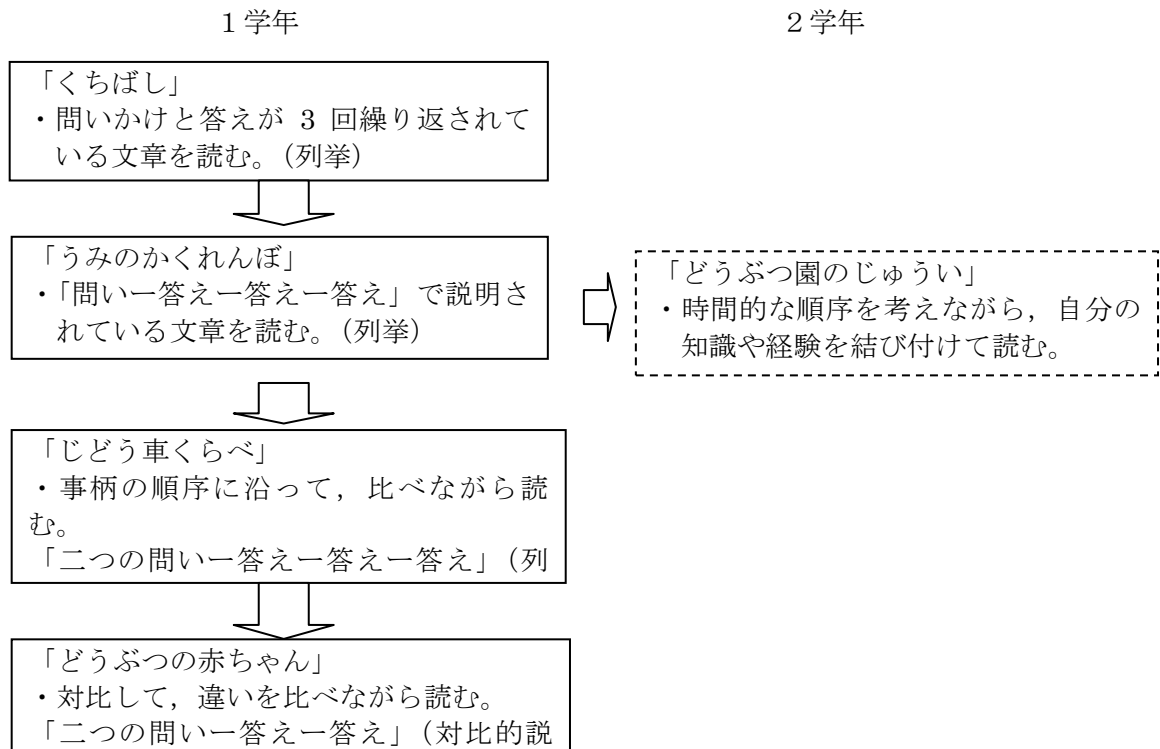 １学年
２学年
「くちばし」
・問いかけと答えが 3 回繰り返されて
いる文章を読む。（列挙）
「うみのかくれんぼ」
・「問いー答えー答えー答え」で説明さ
れている文章を読む。（列挙）
「どうぶつ園のじゅうい」
・時間的な順序を考えながら，自分の
知識や経験を結び付けて読む。
「じどう車くらべ」
・事柄の順序に沿って，比べながら読
む。
「二つの問いー答えー答えー答え」（列
「どうぶつの赤ちゃん」
・対比して，違いを比べながら読む。
「二つの問いー答えー答え」（対比的説